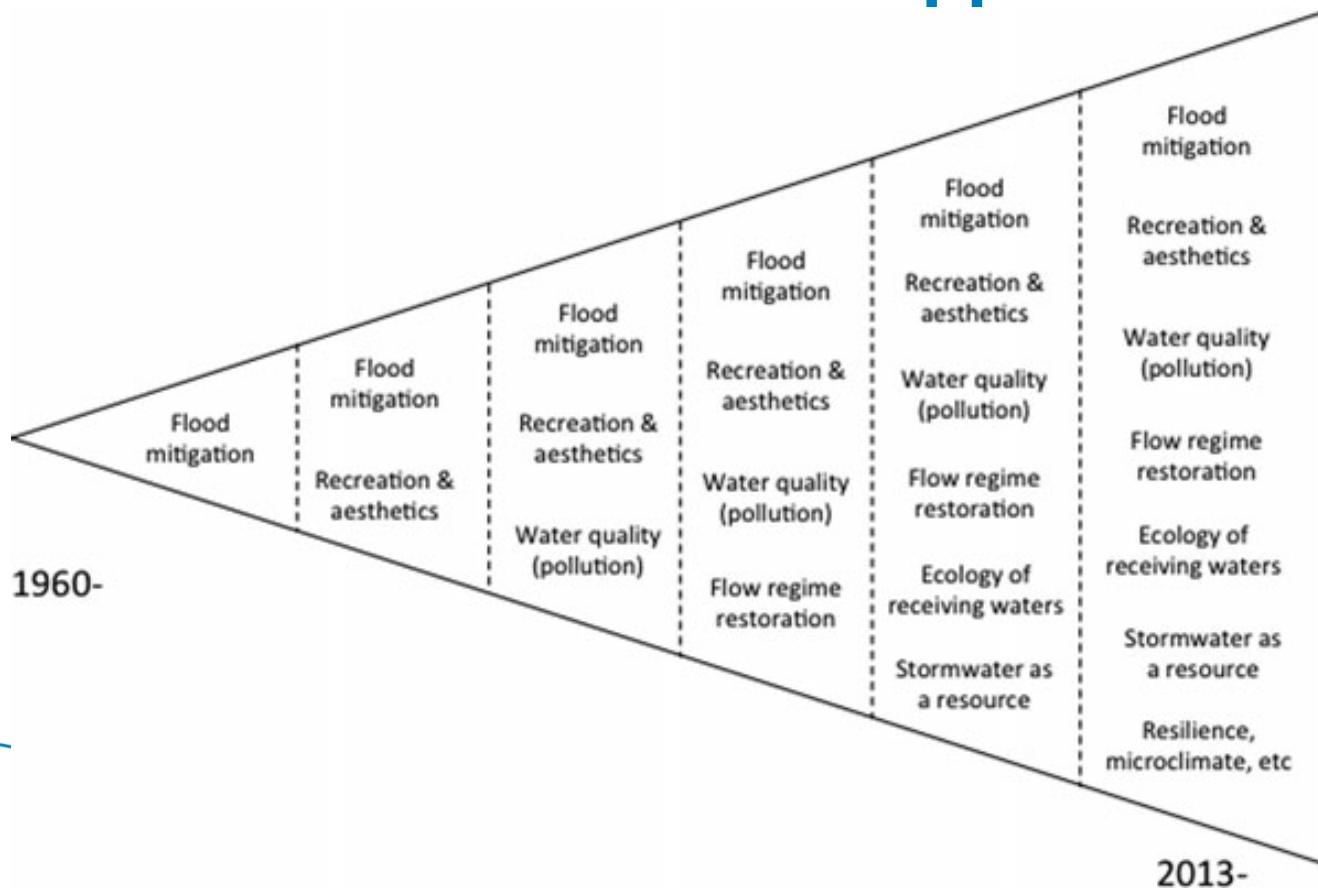 Flood
mitigation
Flood
mitigation
Recreation &
aesthetics
Flood
mitigation
Recreation &
aesthetics
Water quality
(pollution)
Flood
mitigation
Recreation &
aesthetics
Water quality
(pollution)
Flow regime
restoration
Flood
mitigation
Recreation &
aesthetics
Water quality
(pollution)
Flow regime
restoration
Ecology of
receiving waters
Stormwater as
a resource
Flood
mitigation
Recreation &
aesthetics
Water quality
(pollution)
Flow regime
restoration
Ecology of
receiving waters
Stormwater as
a resource
Resilience,
microclimate, etc
1960-
2013-